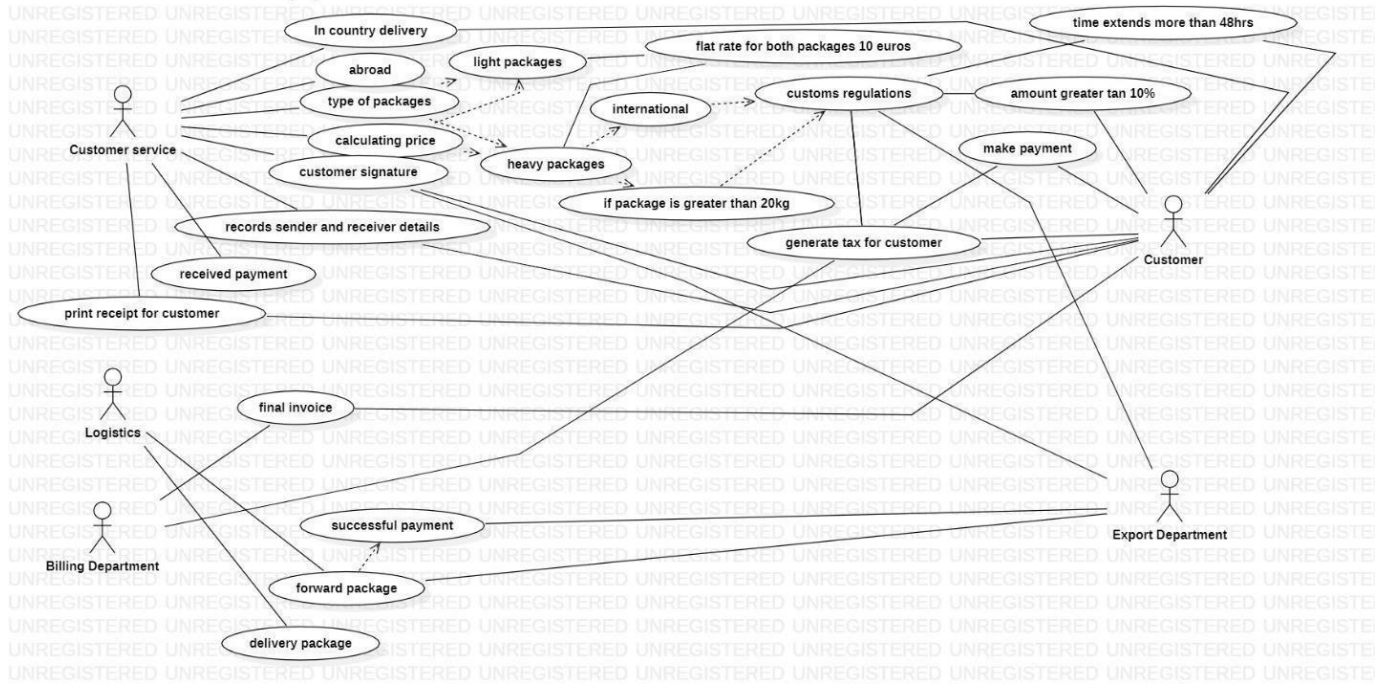 time extends more than 48hrs
In country delivery
flat rate for both packages 10 euros
light packages
abroad
type of packages
international
customs regulations
amount greater tan 10%
calculating price
make payment
Customer service
heavy packages
customer signature
if package is greater than 20kg
records sender and receiver details
generate tax for customer
Customer
received payment
print receipt for customer
final invoice
Logistics
successful payment
Export Department
Billing Department
forward package
delivery package
UNREGISTERED